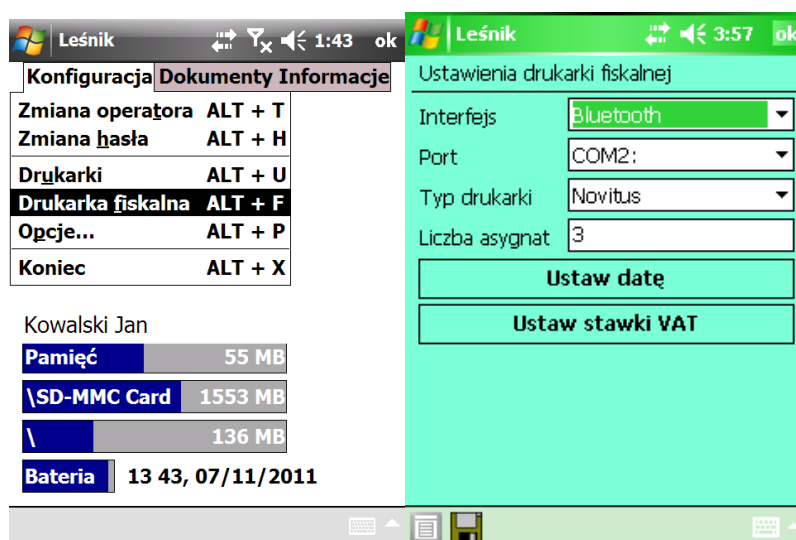 Leśnik 1:43 ok
Konfiguracja Dokumenty Informacje
Zmiana operatora ALT + T
Zmiana hasła ALT + H
Drukarki ALT + U
Drukarka fiskalna ALT + F
Opcje... ALT + P
Koniec ALT + X
Kowalski Jan
Pamięć 55 MB
\SD-MMC Card 1553 MB
\ 136 MB
Bateria 13 43, 07/11/2011
Leśnik 3:57 ok
Ustawienia drukarki fiskalnej
Interfejs Bluetooth
Port COM2:
Typ drukarki Novitus
Liczba asygnat 3
Ustaw datę
Ustaw stawki VAT